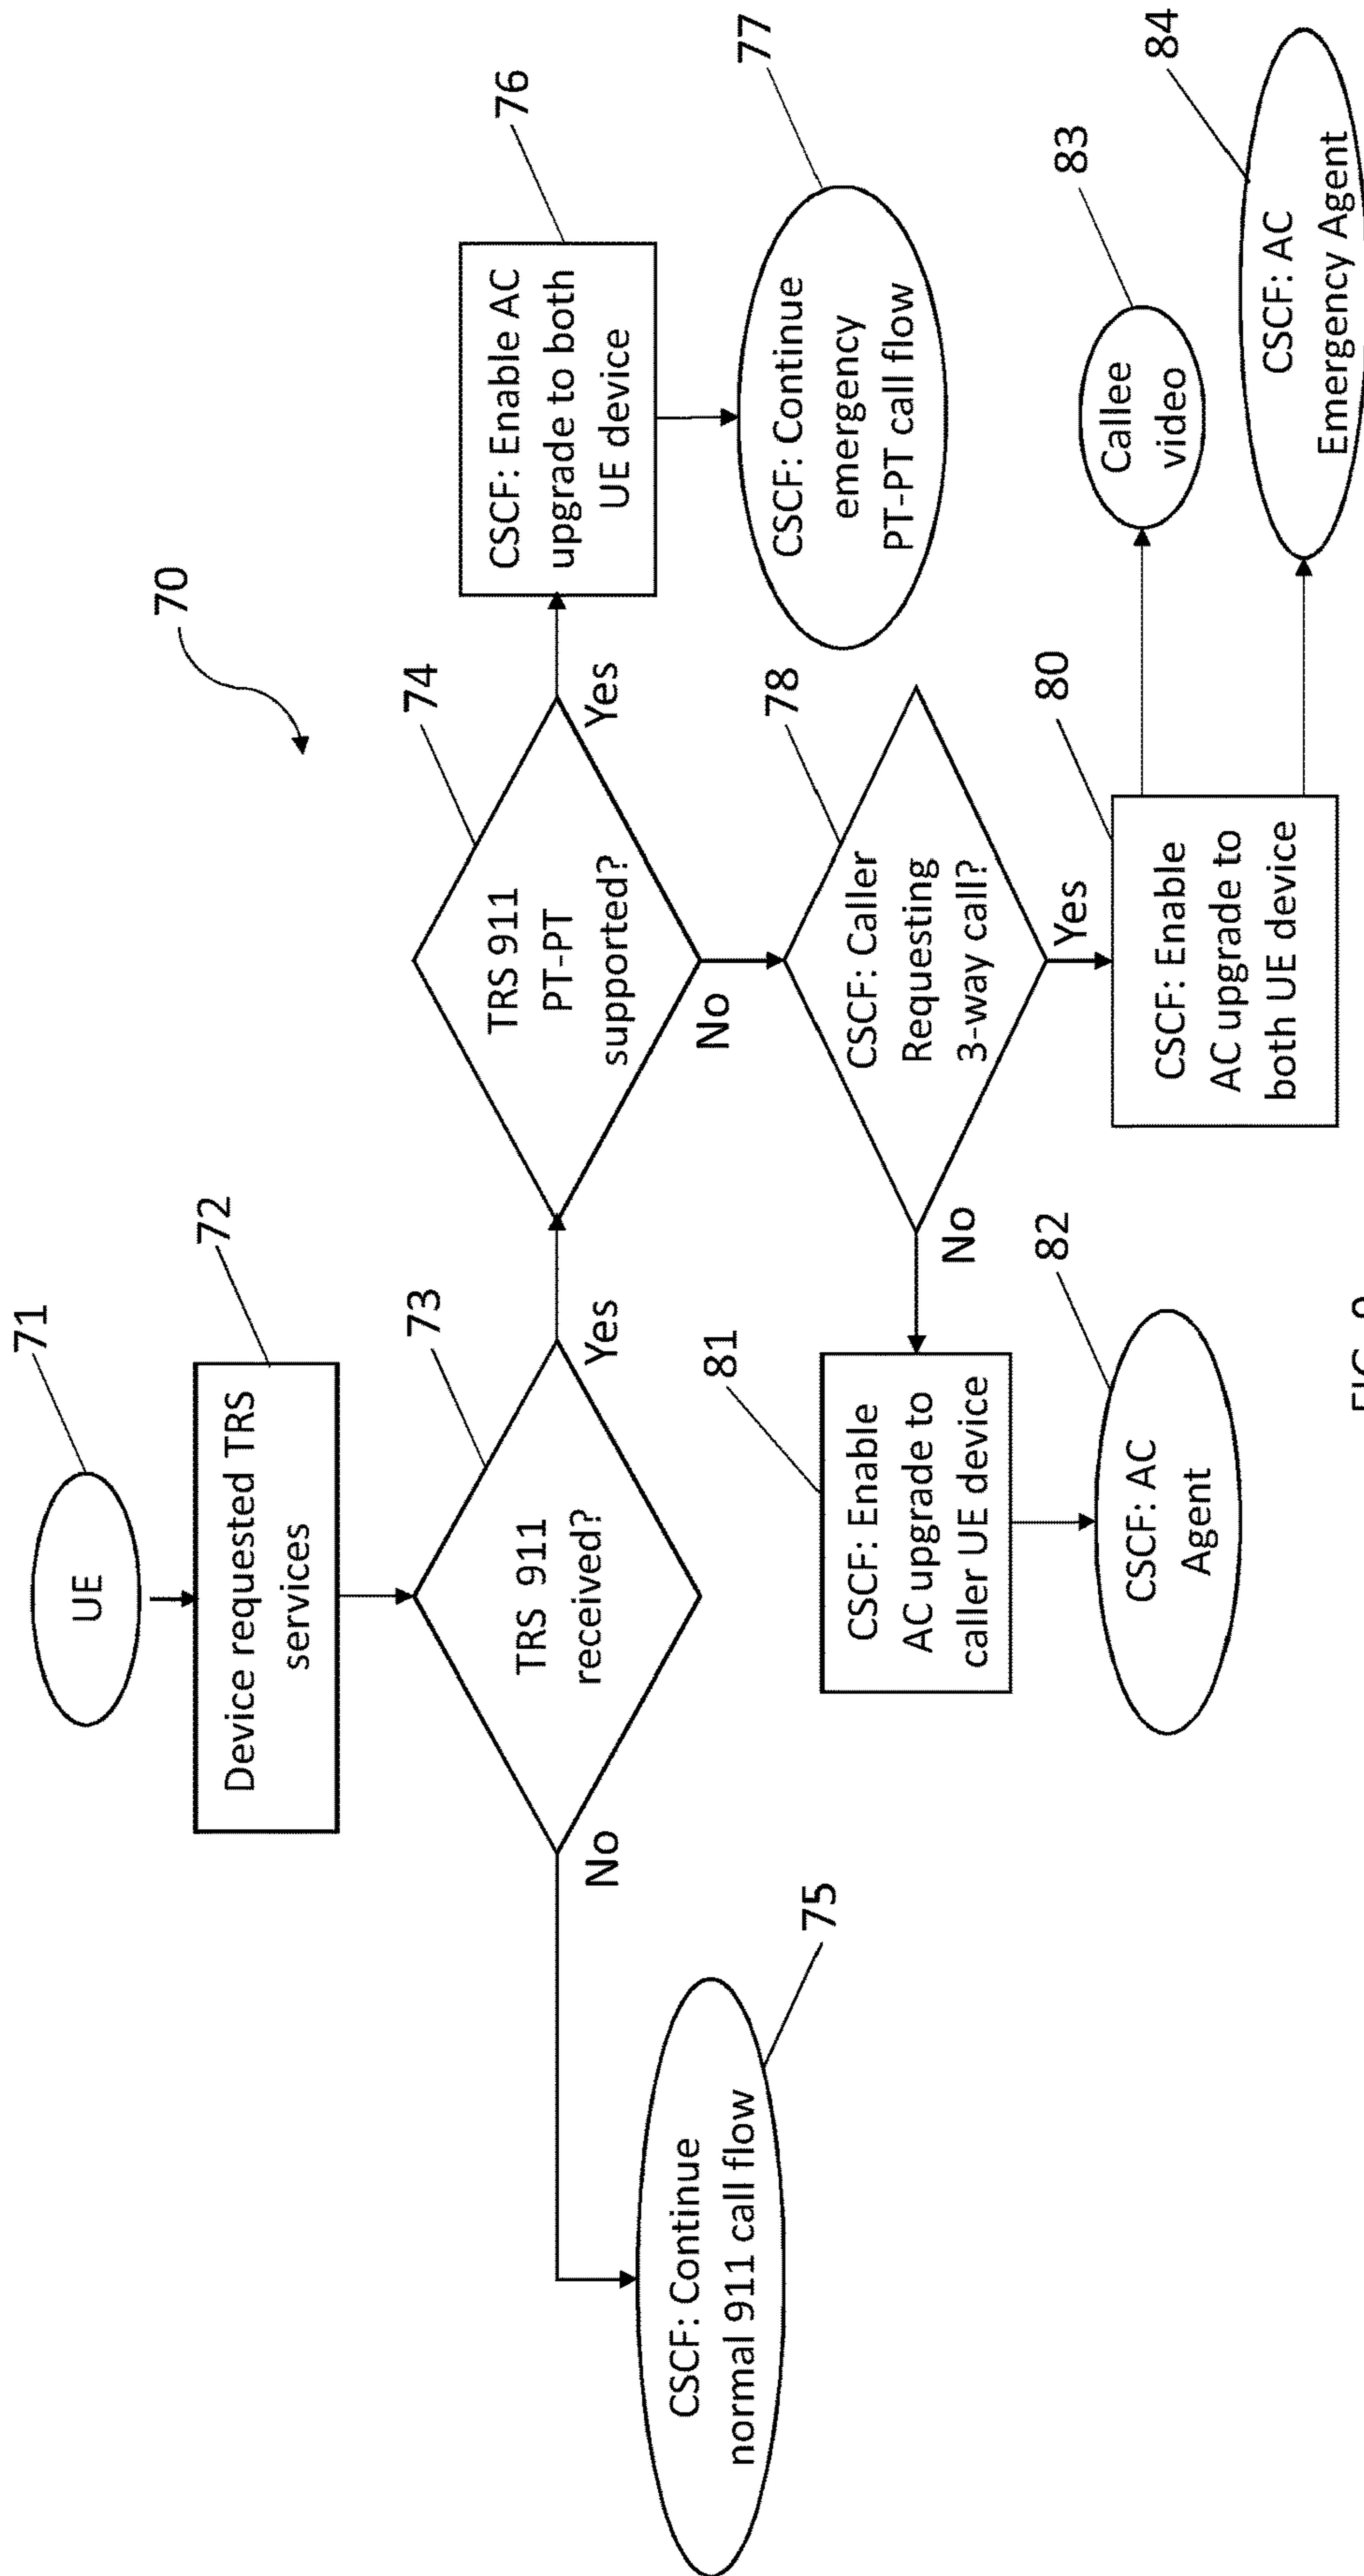 70
71
UE
72
Device requested TRS
services
73
TRS 911
received?
Yes
No
74
TRS 911
PT-PT
supported?
Yes
No
76
CSCF: Enable AC
upgrade to both
UE device
77
CSCF: Continue
emergency
PT-PT call flow
75
CSCF: Continue
normal 911 call flow
78
CSCF: Caller
Requesting
3-way call?
No
Yes
81
CSCF: Enable
AC upgrade to
caller UE device
82
CSCF: AC
Agent
80
CSCF: Enable
AC upgrade to
both UE device
83
Callee
video
84
CSCF: AC
Emergency Agent
FIG.